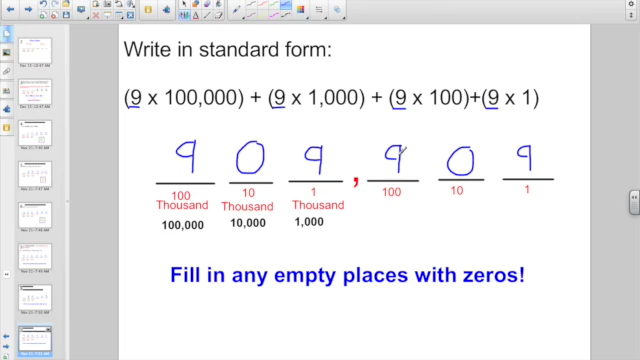 Write in standard form:
(9 x 100,000) + (9 x 1,000) + (9 x 100)+(9 x 1)
9 0 9 , 9 0 9
100 Thousand 10 Thousand 1 Thousand 100 10 1
100,000 10,000 1,000
Fill in any empty places with zeros!